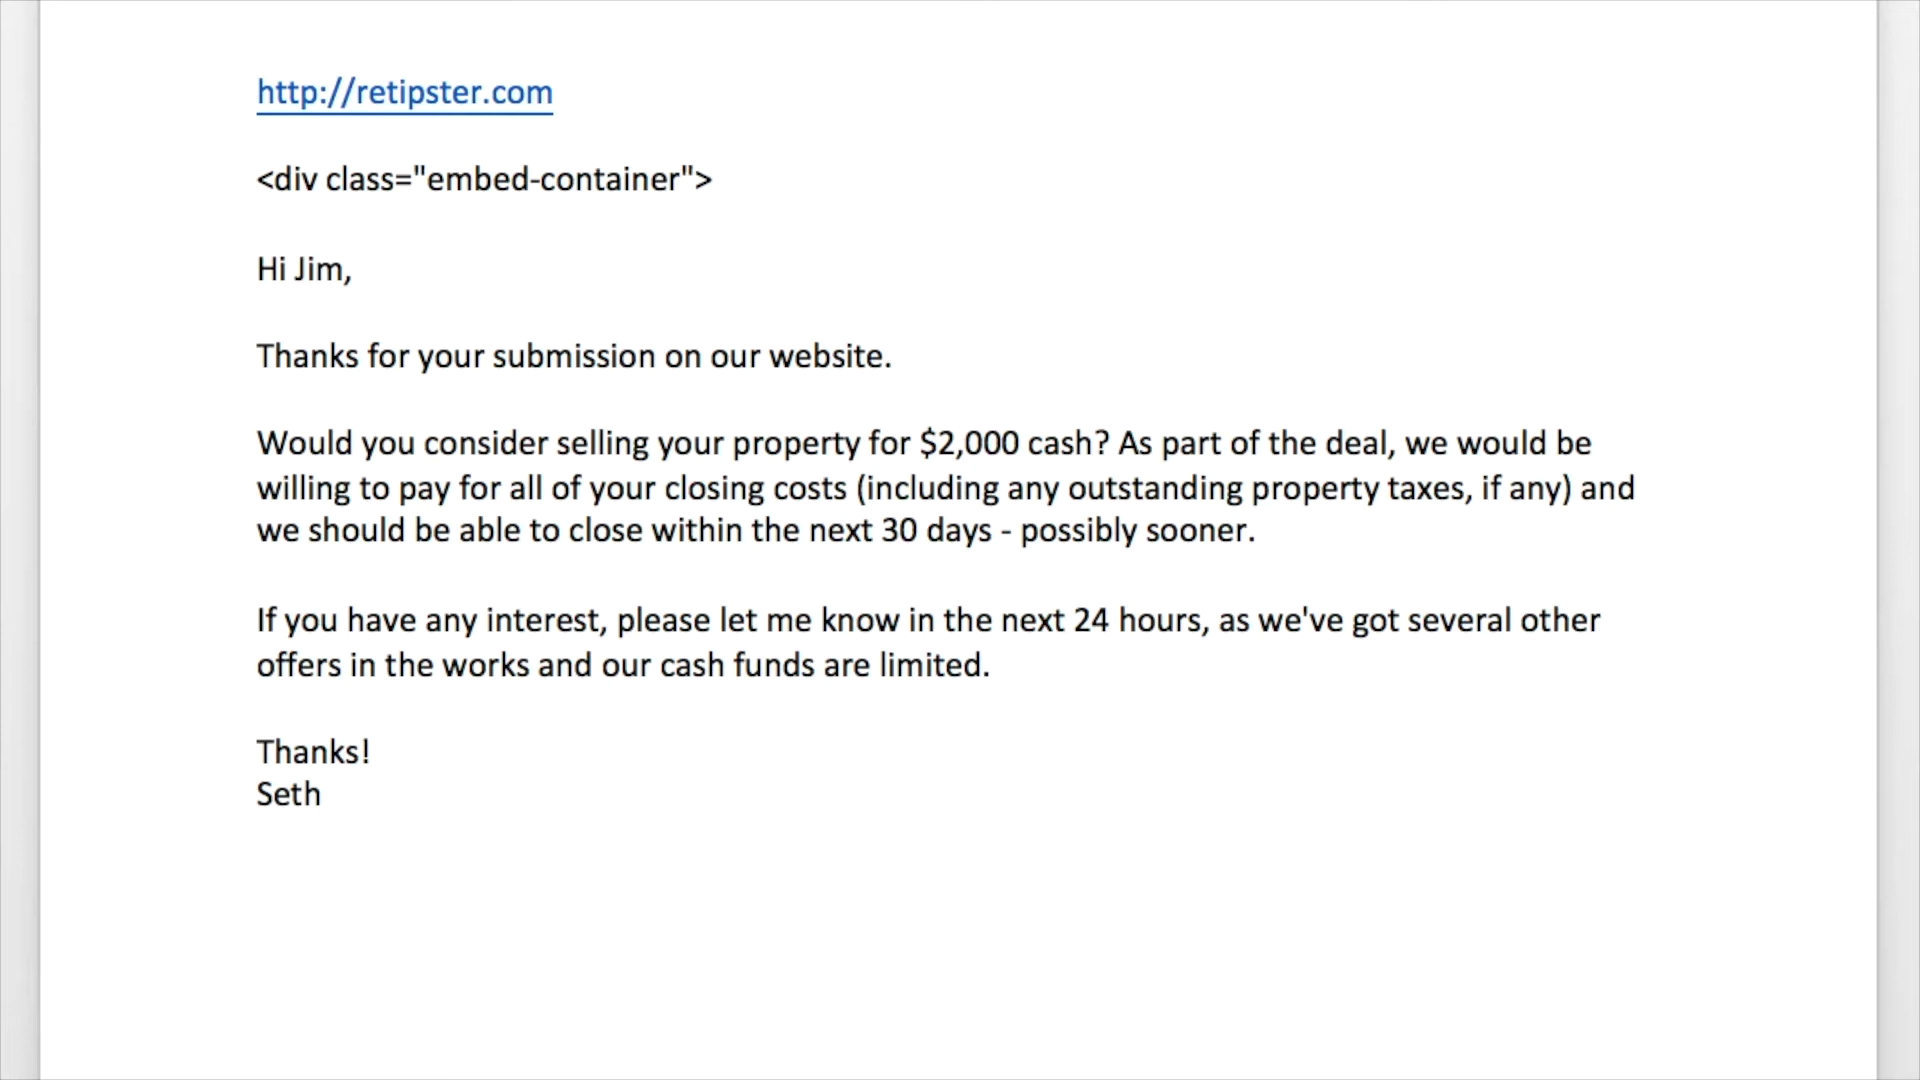 http://retipster.com
<div class="embed-container">
Hi Jim,
Thanks for your submission on our website.
Would you consider selling your property for $2,000 cash? As part of the deal, we would be
willing to pay for all of your closing costs (including any outstanding property taxes, if any) and
we should be able to close within the next 30 days - possibly sooner.
If you have any interest, please let me know in the next 24 hours, as we've got several other
offers in the works and our cash funds are limited.
Thanks!
Seth